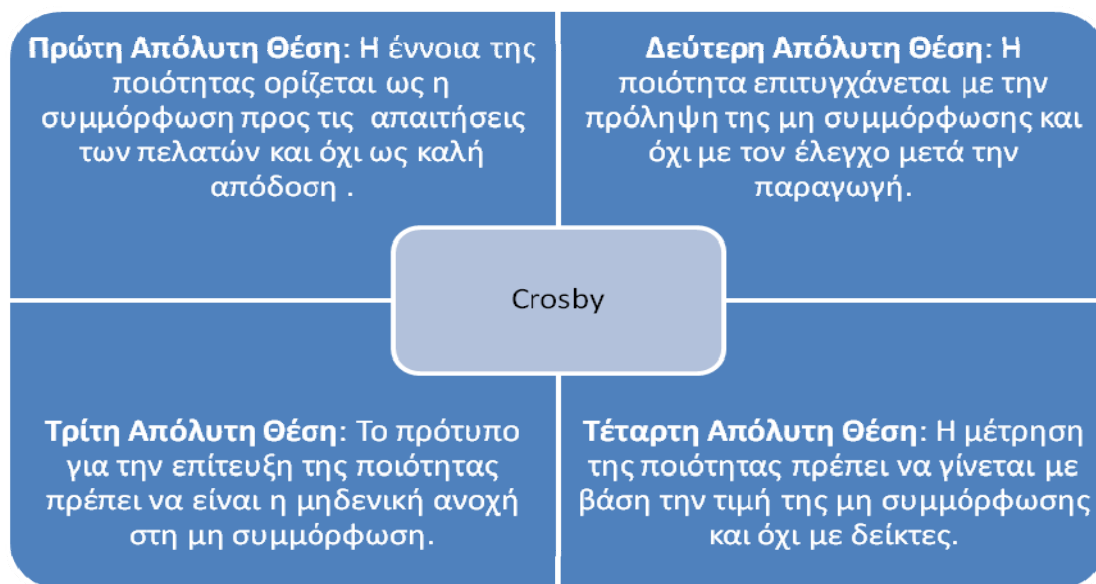 Πρώτη Απόλυτη Θέση: Η έννοια της
ποιότητας ορίζεται ως η
συμμόρφωση προς τις απαιτήσεις
των πελατών και όχι ως καλή
απόδοση .
Δεύτερη Απόλυτη Θέση: Η
ποιότητα επιτυγχάνεται με την
πρόληψη της μη συμμόρφωσης και
όχι με τον έλεγχο μετά την
παραγωγή.
Crosby
Τρίτη Απόλυτη Θέση: Το πρότυπο
για την επίτευξη της ποιότητας
πρέπει να είναι η μηδενική ανοχή
στη μη συμμόρφωση.
Τέταρτη Απόλυτη Θέση: Η μέτρηση
της ποιότητας πρέπει να γίνεται με
βάση την τιμή της μη συμμόρφωσης
και όχι με δείκτες.